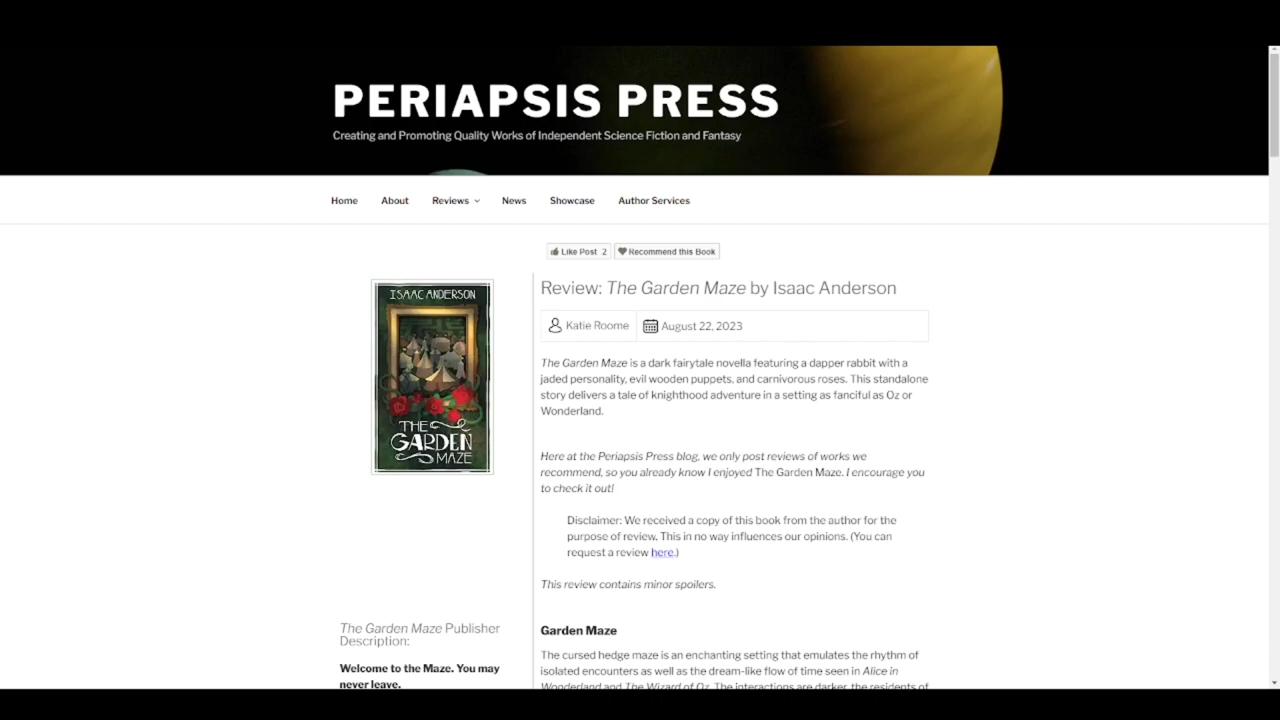 PERIAPSIS PRESS
Creating and Promoting Quality Works of Independent Science Fiction and Fantasy
Home About Reviews News Showcase Author Services
Like Post 2 Recommend this Book
ISAAC ANDERSON
THE
GARDEN
MAZE
The Garden Maze Publisher
Description:
Welcome to the Maze. You may
never leave.
Review: The Garden Maze by Isaac Anderson
Katie Roome August 22, 2023
The Garden Maze is a dark fairytale novella featuring a dapper rabbit with a
jaded personality, evil wooden puppets, and carnivorous roses. This standalone
story delivers a tale of knighthood adventure in a setting as fanciful as Oz or
Wonderland.
Here at the Periapsis Press blog, we only post reviews of works we
recommend, so you already know I enjoyed The Garden Maze. I encourage you
to check it out!
Disclaimer: We received a copy of this book from the author for the
purpose of review. This in no way influences our opinions. (You can
request a review here.)
This review contains minor spoilers.
Garden Maze
The cursed hedge maze is an enchanting setting that emulates the rhythm of
isolated encounters as well as the dream-like flow of time seen in Alice in
Wonderland and The Wizard of Oz. The interactions are darker, the residents of